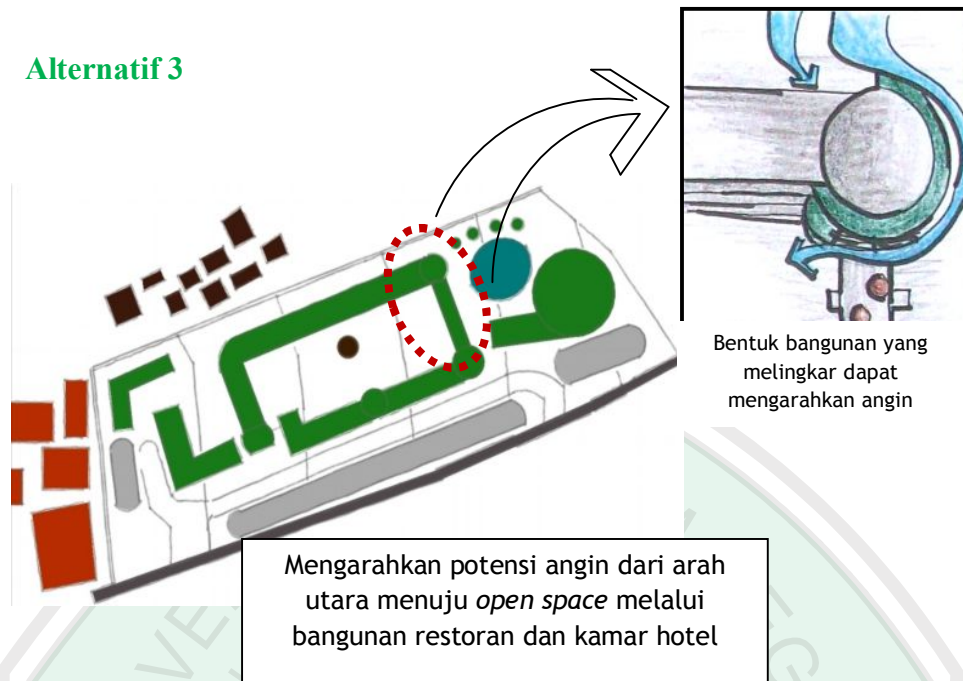 Alternatif 3
Bentuk bangunan yang
melingkar dapat
mengarahkan angin
Mengarahkan potensi angin dari arah
utara menuju open space melalui
bangunan restoran dan kamar hotel